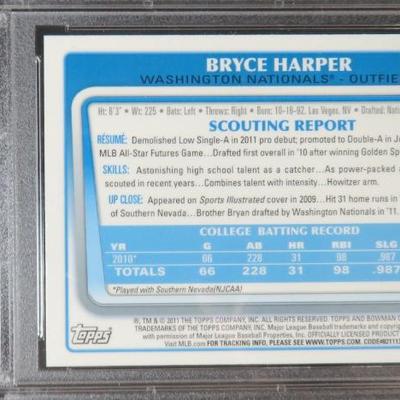 BRYCE HARPER
WASHINGTON NATIONALS® - OUTFIE
Ht: 6'3" • Wt: 225 • Bats: Left • Throws: Right • Born: 10-16-92, Las Vegas, NV • Drafted: Nat
SCOUTING REPORT
RÉSUMÉ: Demolished Low Single-A in 2011 pro debut; promoted to Double-A in J
MLB All-Star Futures Game...Drafted first overall in '10 after winning Golden Sp
SKILLS: Astonishing high school talent as a catcher...As power-packed a
scouted in recent years...Combines talent with intensity...Howitzer arm.
UP CLOSE: Appeared on Sports Illustrated cover in 2009...Hit 31 home runs in
of Southern Nevada...Brother Bryan drafted by Washington Nationals in '11.
COLLEGE BATTING RECORD
YR G AB HR RBI SLG
2010* 66 228 31 98 .987
TOTALS 66 228 31 98 .987
*Played with Southern Nevada(NJCAA)
Topps
®, TM & © 2011 THE TOPPS COMPANY, INC. ALL RIGHTS RESERVED. TOPPS AND BOWMAN
TRADEMARKS OF THE TOPPS COMPANY, INC. Major League Baseball trademarks and copyrights
permission of Major League Baseball Properties, Inc. OFFICIALLY LICENSED PRODUCT
Visit MLB.com FOR TRACKING INFO, PLEASE SEE WWW.TOPPS.COM. CODE#821113